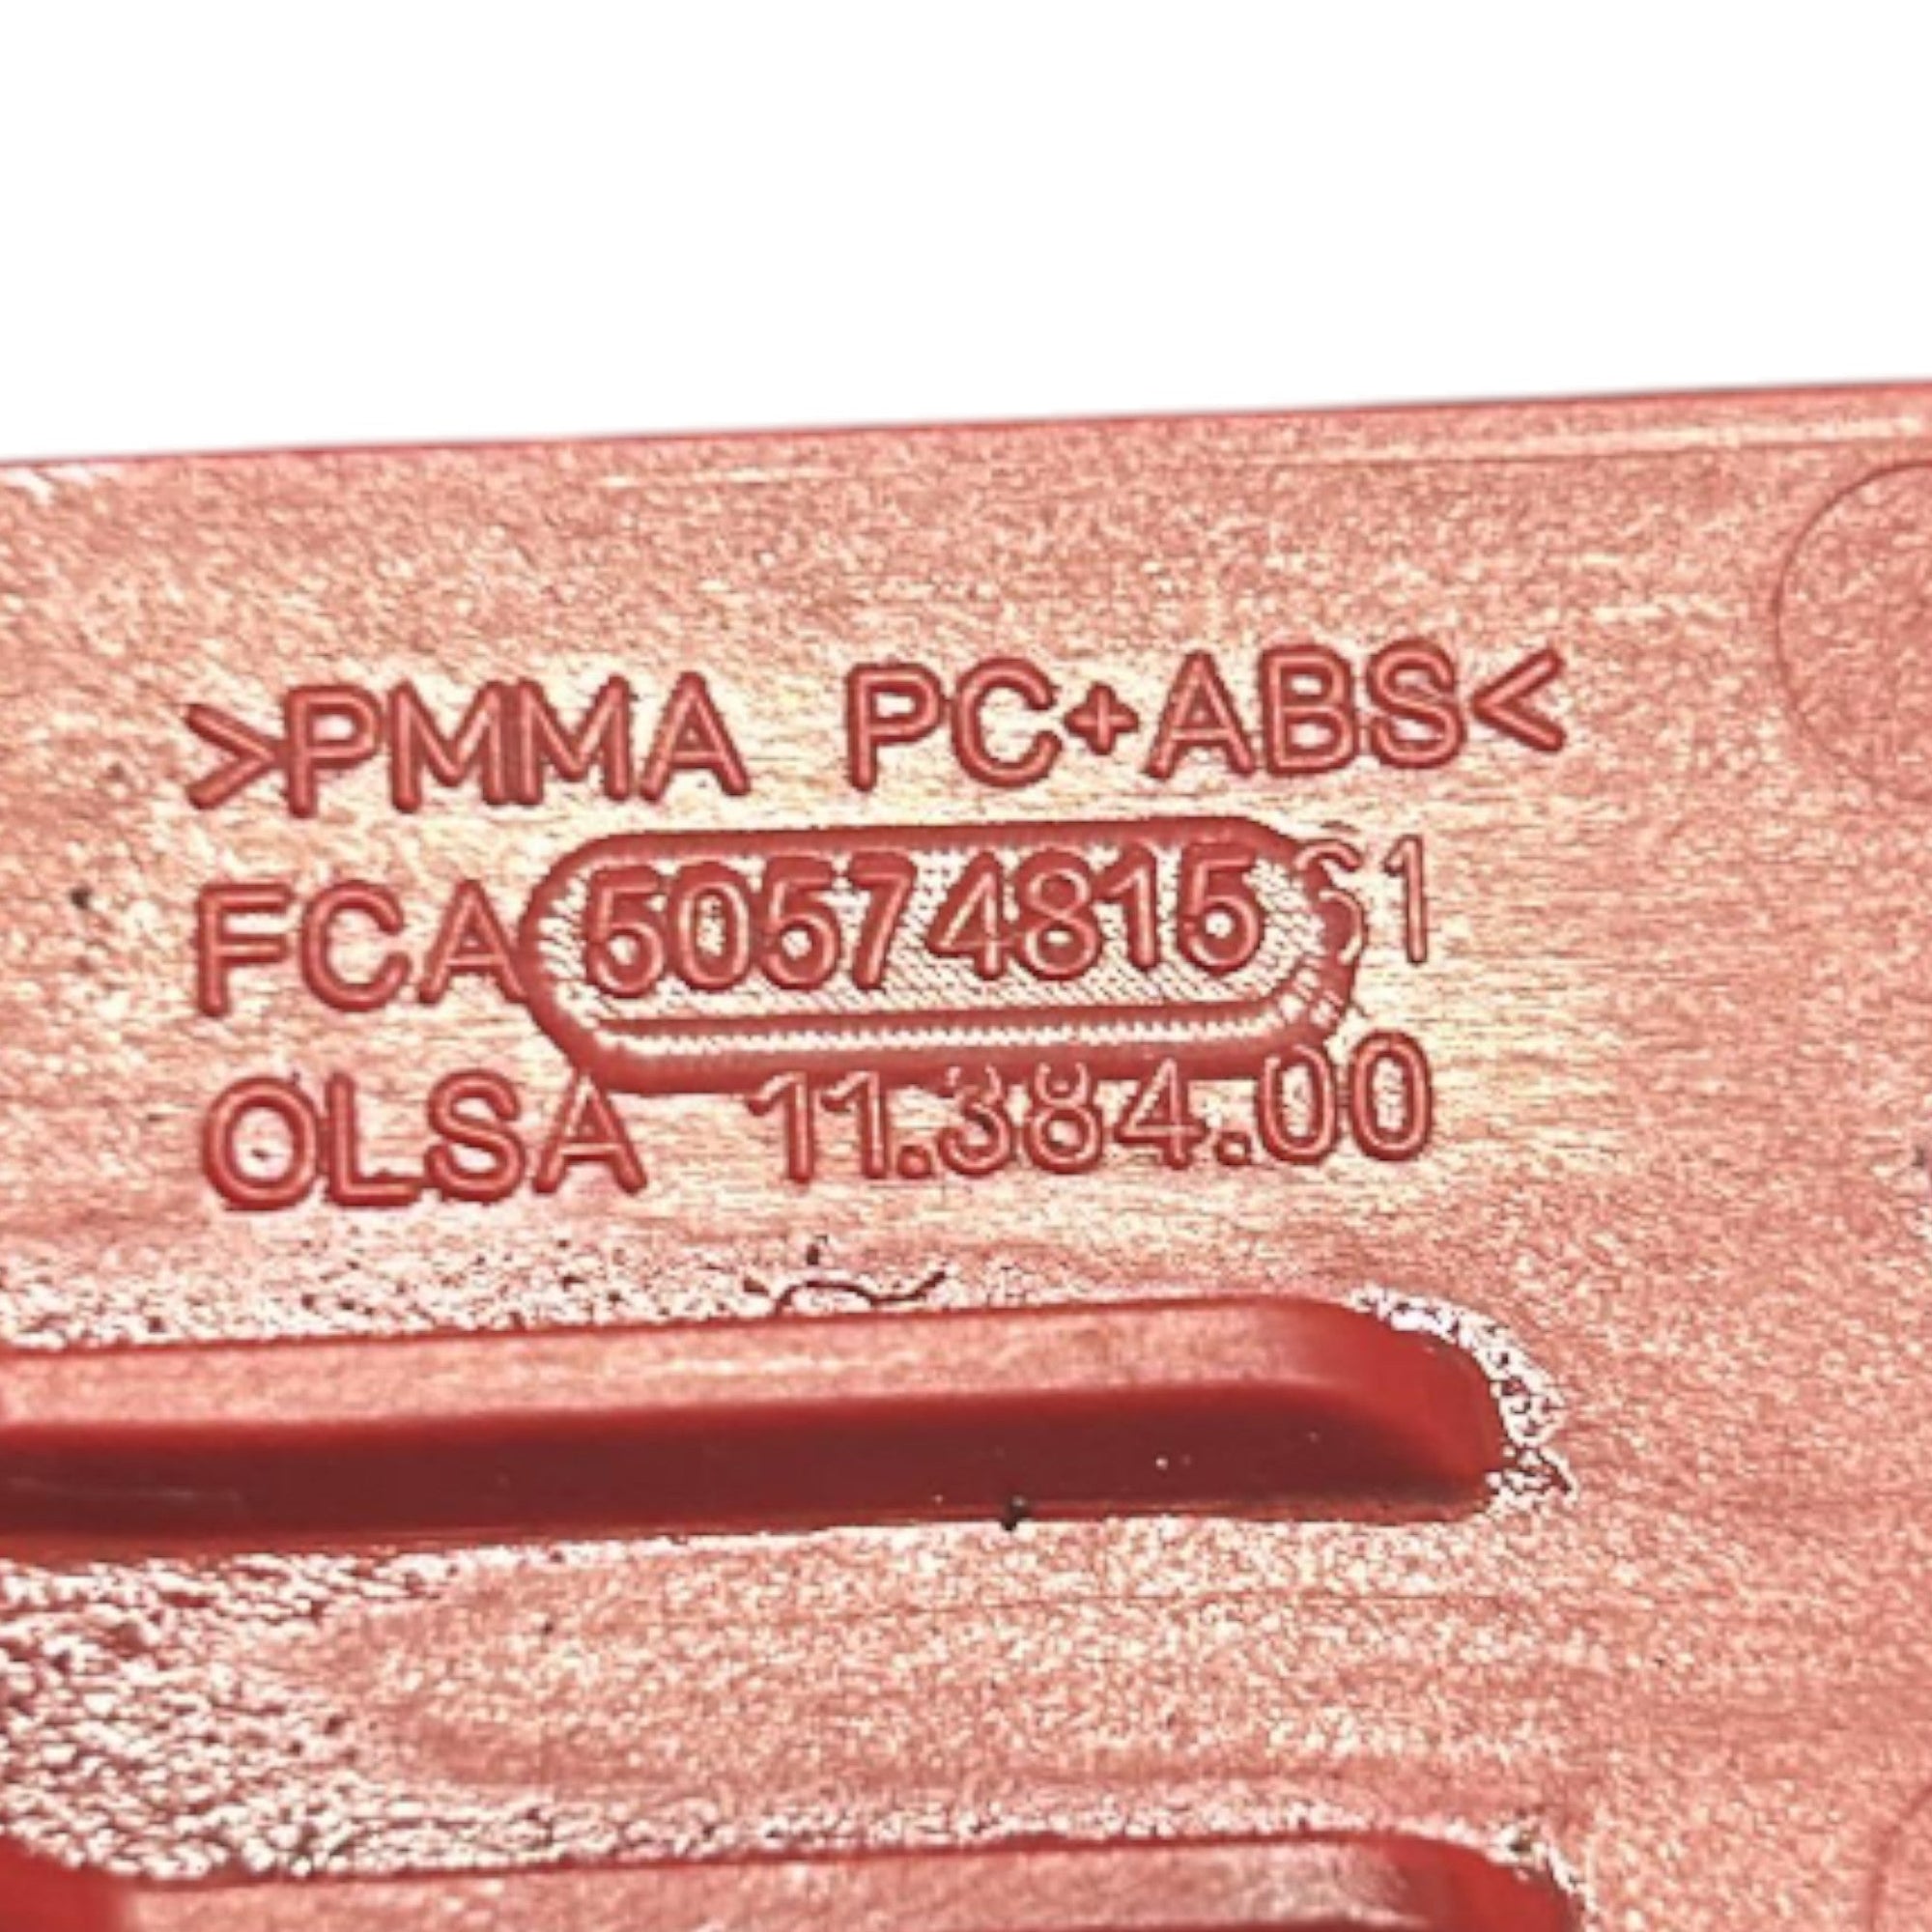 >PMMA PC+ABS<
FCA 50574815
OLSA 11.384.00